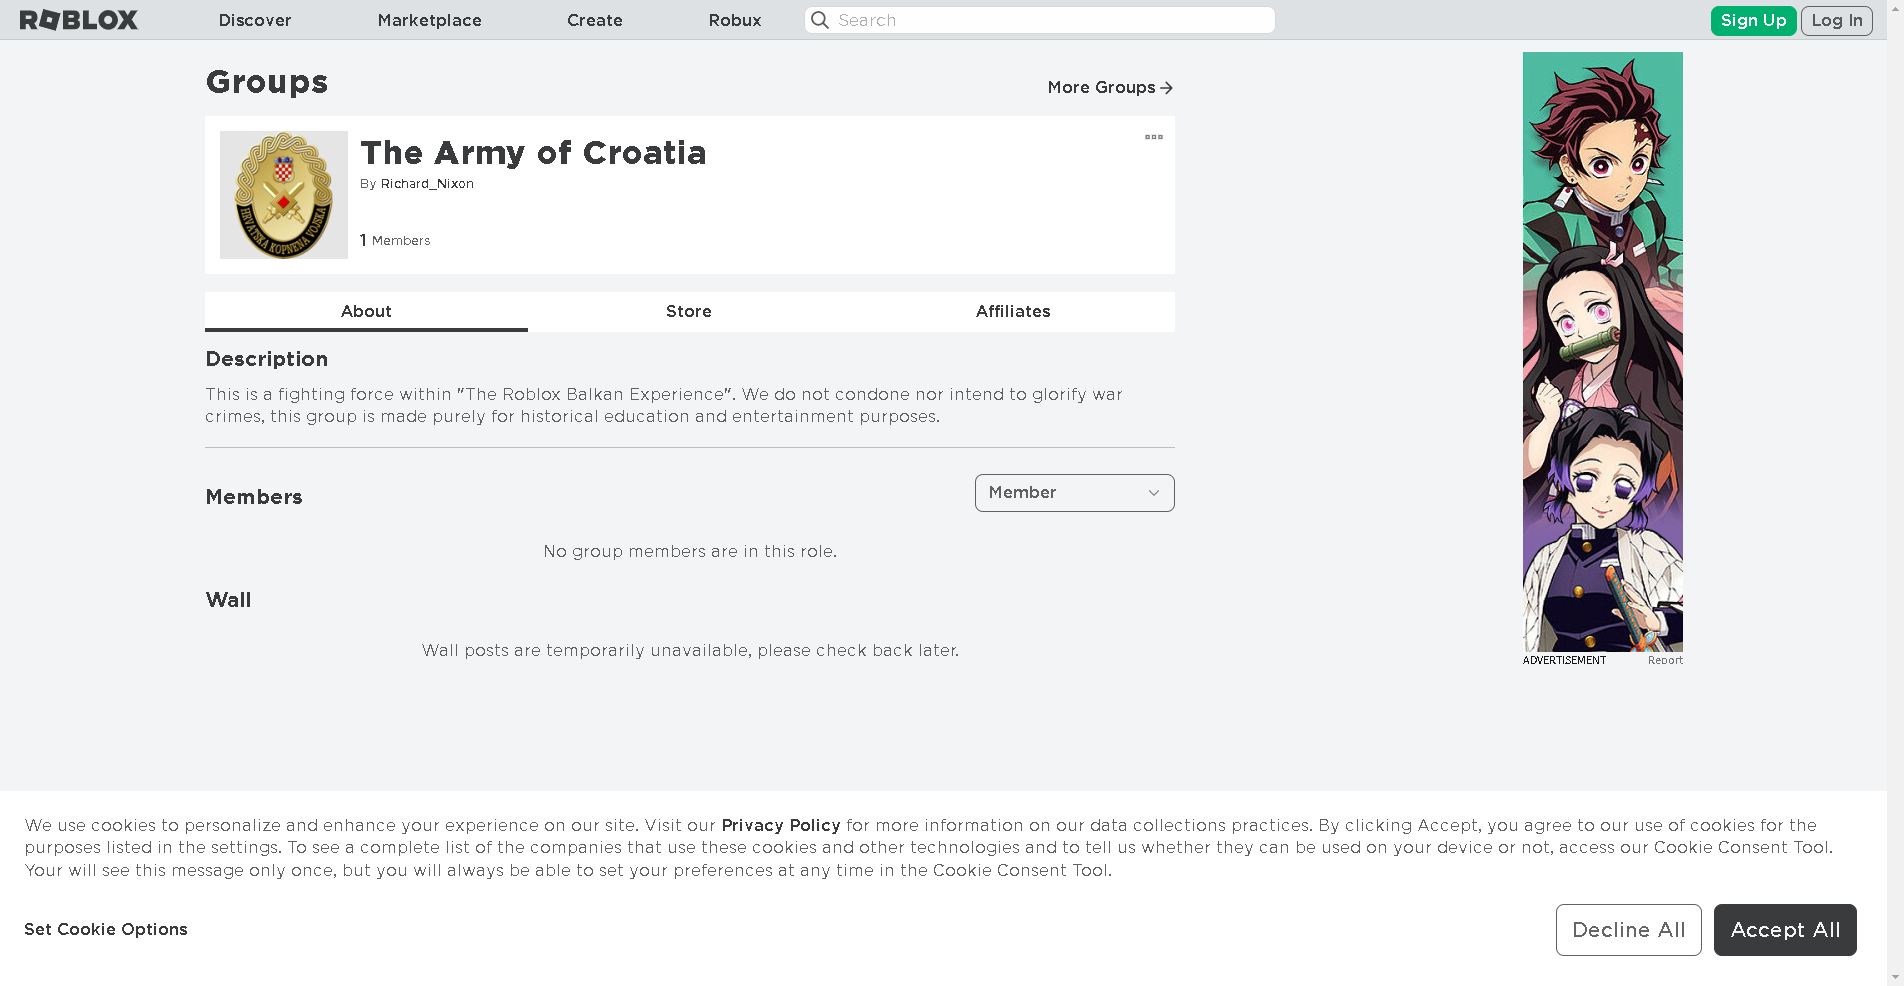 ROBLOX
Discover
Marketplace
Create
Robux
Search
Sign Up
Log In
Groups
More Groups
The Army of Croatia
By Richard_Nixon
1 Members
HRVATSKA KOPNENA VOJSKA
About
Store
Affiliates
Description
This is a fighting force within "The Roblox Balkan Experience". We do not condone nor intend to glorify war
crimes, this group is made purely for historical education and entertainment purposes.
Members
Member
No group members are in this role.
Wall
Wall posts are temporarily unavailable, please check back later.
ADVERTISEMENT
Report
We use cookies to personalize and enhance your experience on our site. Visit our Privacy Policy for more information on our data collections practices. By clicking Accept, you agree to our use of cookies for the
purposes listed in the settings. To see a complete list of the companies that use these cookies and other technologies and to tell us whether they can be used on your device or not, access our Cookie Consent Tool.
Your will see this message only once, but you will always be able to set your preferences at any time in the Cookie Consent Tool.
Set Cookie Options
Decline All
Accept All